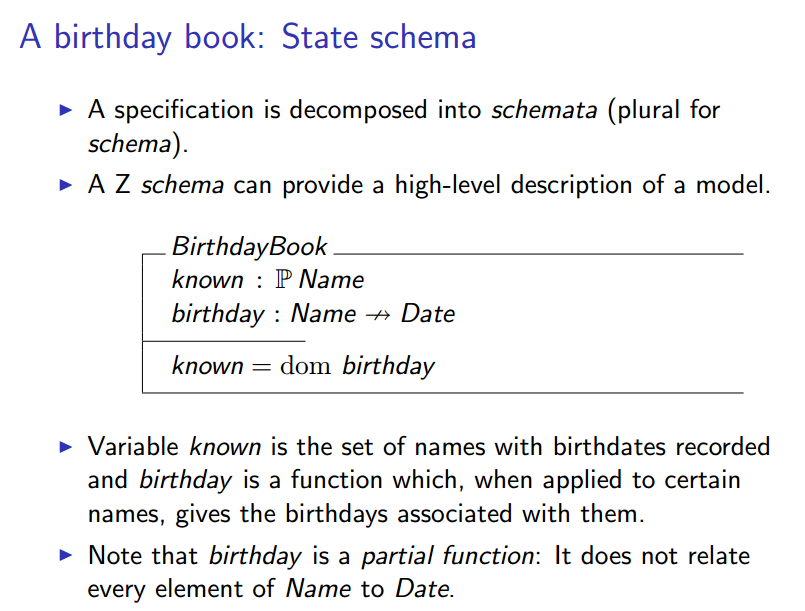 A birthday book: State schema
▶ A specification is decomposed into schemata (plural for
schema).
▶ A Z schema can provide a high-level description of a model.
BirthdayBook
known : ℙ Name
birthday : Name ⇸ Date
known = dom birthday
▶ Variable known is the set of names with birthdates recorded
and birthday is a function which, when applied to certain
names, gives the birthdays associated with them.
▶ Note that birthday is a partial function: It does not relate
every element of Name to Date.